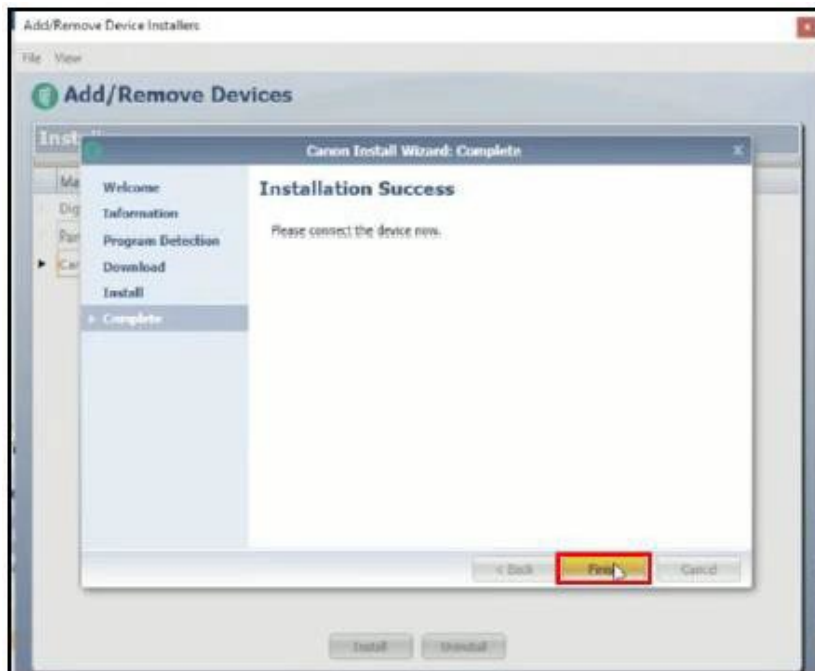 Add/Remove Device Installers
File View
Add/Remove Devices
Canon Install Wizard: Complete
Welcome
Information
Program Detection
Download
Install
Complete
Installation Success
Please connect the device now.
< Back
Cancel
Install Uninstall